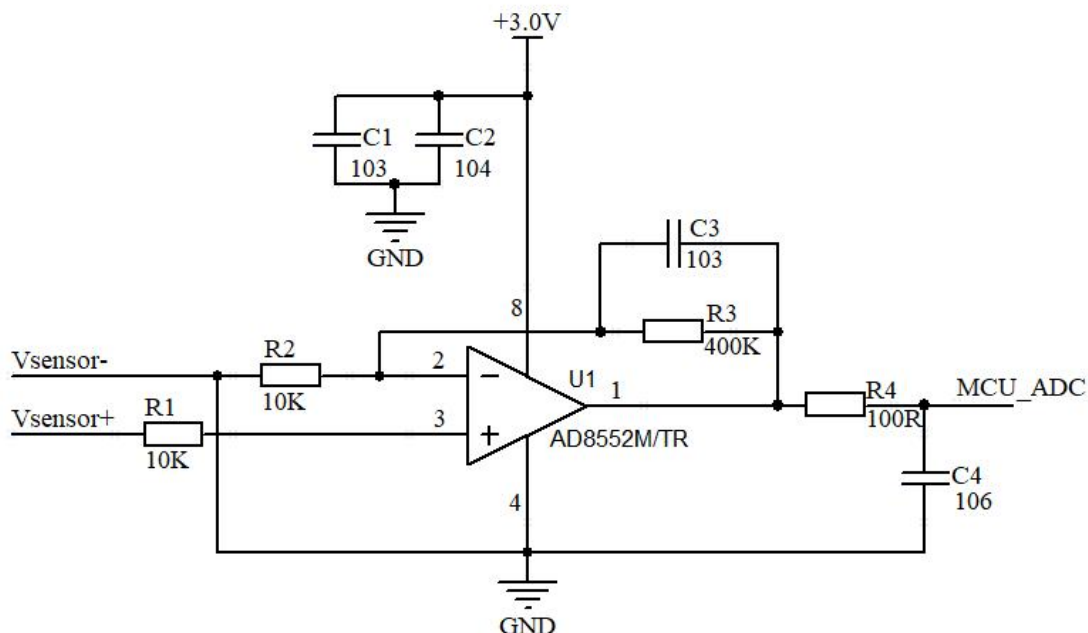 +3.0V
C1
103
C2
104
GND
C3
103
8
R3
400K
Vsensor-
R2
10K
2
U1
1
R4
100R
MCU_ADC
Vsensor+
R1
10K
3
AD8552M/TR
4
C4
106
GND